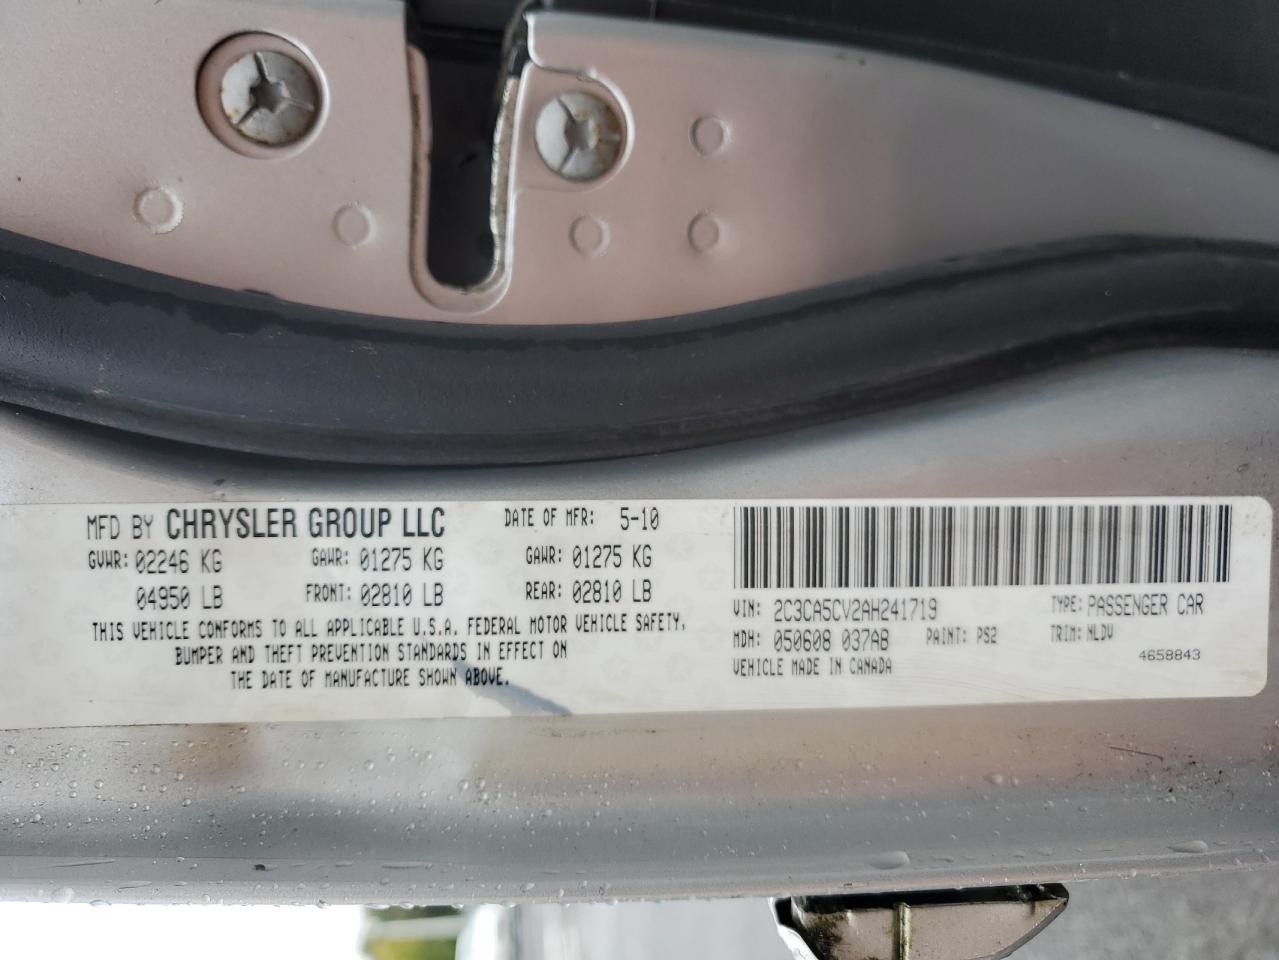 MFD BY CHRYSLER GROUP LLC DATE OF MFR: 5-10
GVWR: 02246 KG GAWR: 01275 KG GAWR: 01275 KG
04950 LB FRONT: 02810 LB REAR: 02810 LB
THIS VEHICLE CONFORMS TO ALL APPLICABLE U.S.A. FEDERAL MOTOR VEHICLE SAFETY,
BUMPER AND THEFT PREVENTION STANDARDS IN EFFECT ON
THE DATE OF MANUFACTURE SHOWN ABOVE.
VIN: 2C3CA5CV2AH241719 TYPE: PASSENGER CAR
MDH: 050608 037AB PAINT: PS2 TRIM: NLDV
VEHICLE MADE IN CANADA 4658843